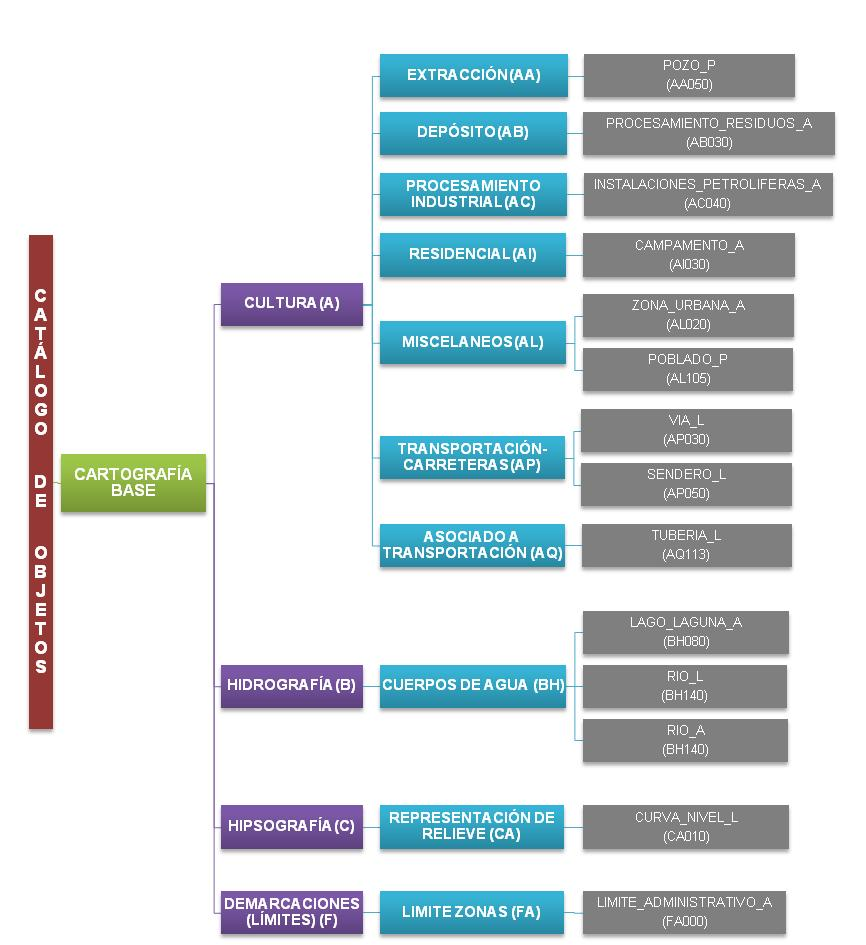 CATÁLOGO DE OBJETOS
CARTOGRAFÍA
BASE
CULTURA (A)
EXTRACCIÓN (AA)
POZO_P
(AA050)
DEPÓSITO (AB)
PROCESAMIENTO_RESIDUOS_A
(AB030)
PROCESAMIENTO
INDUSTRIAL (AC)
INSTALACIONES_PETROLIFERAS_A
(AC040)
RESIDENCIAL (AI)
CAMPAMENTO_A
(AI030)
MISCELANEOS (AL)
ZONA_URBANA_A
(AL020)
POBLADO_P
(AL105)
TRANSPORTACIÓN-
CARRETERAS (AP)
VIA_L
(AP030)
SENDERO_L
(AP050)
ASOCIADO A
TRANSPORTACIÓN (AQ)
TUBERIA_L
(AQ113)
HIDROGRAFÍA (B)
CUERPOS DE AGUA (BH)
LAGO_LAGUNA_A
(BH080)
RIO_L
(BH140)
RIO_A
(BH140)
HIPSOGRAFÍA (C)
REPRESENTACIÓN DE
RELIEVE (CA)
CURVA_NIVEL_L
(CA010)
DEMARCACIONES
(LÍMITES) (F)
LIMITE ZONAS (FA)
LIMITE_ADMINISTRATIVO_A
(FA000)